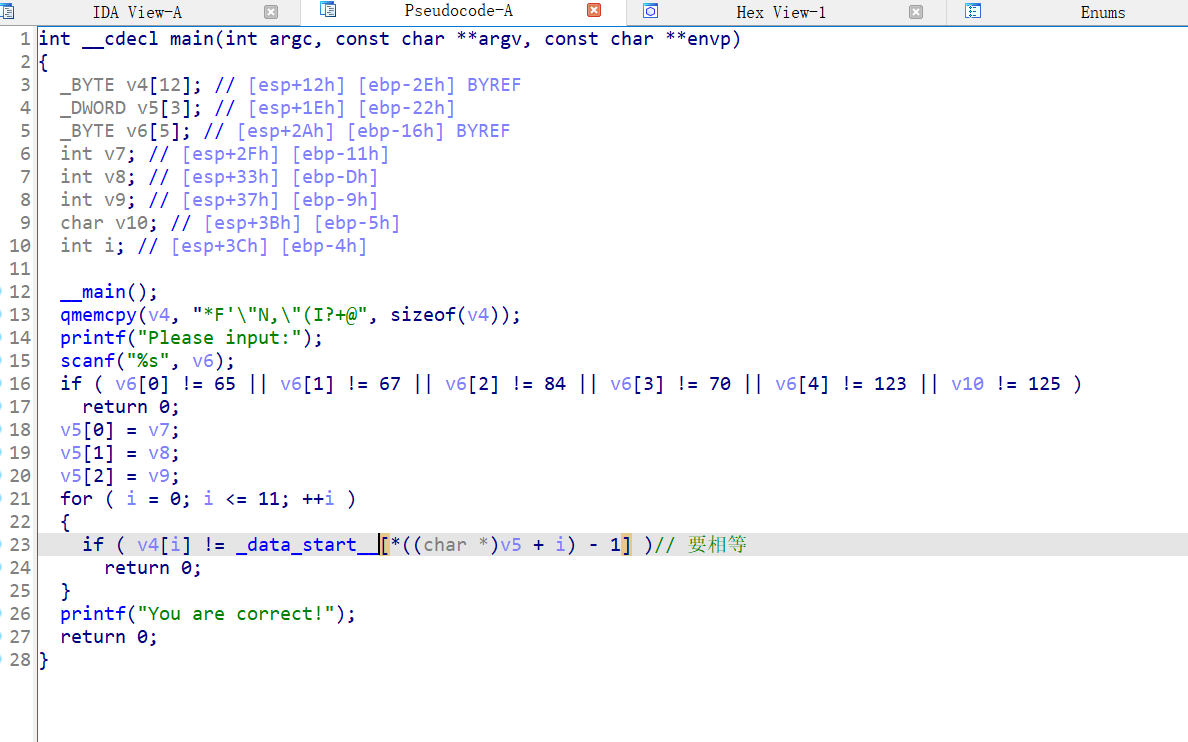 IDA View-A Pseudocode-A Hex View-1 Enums
1 int __cdecl main(int argc, const char **argv, const char **envp)
2 {
3   _BYTE v4[12]; // [esp+12h] [ebp-2Eh] BYREF
4   _DWORD v5[3]; // [esp+1Eh] [ebp-22h]
5   _BYTE v6[5]; // [esp+2Ah] [ebp-16h] BYREF
6   int v7; // [esp+2Fh] [ebp-11h]
7   int v8; // [esp+33h] [ebp-Dh]
8   int v9; // [esp+37h] [ebp-9h]
9   char v10; // [esp+3Bh] [ebp-5h]
10   int i; // [esp+3Ch] [ebp-4h]
11
12   __main();
13   qmemcpy(v4, "*F'\"N,\"(I?+@", sizeof(v4));
14   printf("Please input:");
15   scanf("%s", v6);
16   if ( v6[0] != 65 || v6[1] != 67 || v6[2] != 84 || v6[3] != 70 || v6[4] != 123 || v10 != 125 )
17     return 0;
18   v5[0] = v7;
19   v5[1] = v8;
20   v5[2] = v9;
21   for ( i = 0; i <= 11; ++i )
22   {
23     if ( v4[i] != _data_start__[*((char *)v5 + i) - 1] )// 要相等
24       return 0;
25   }
26   printf("You are correct!");
27   return 0;
28 }